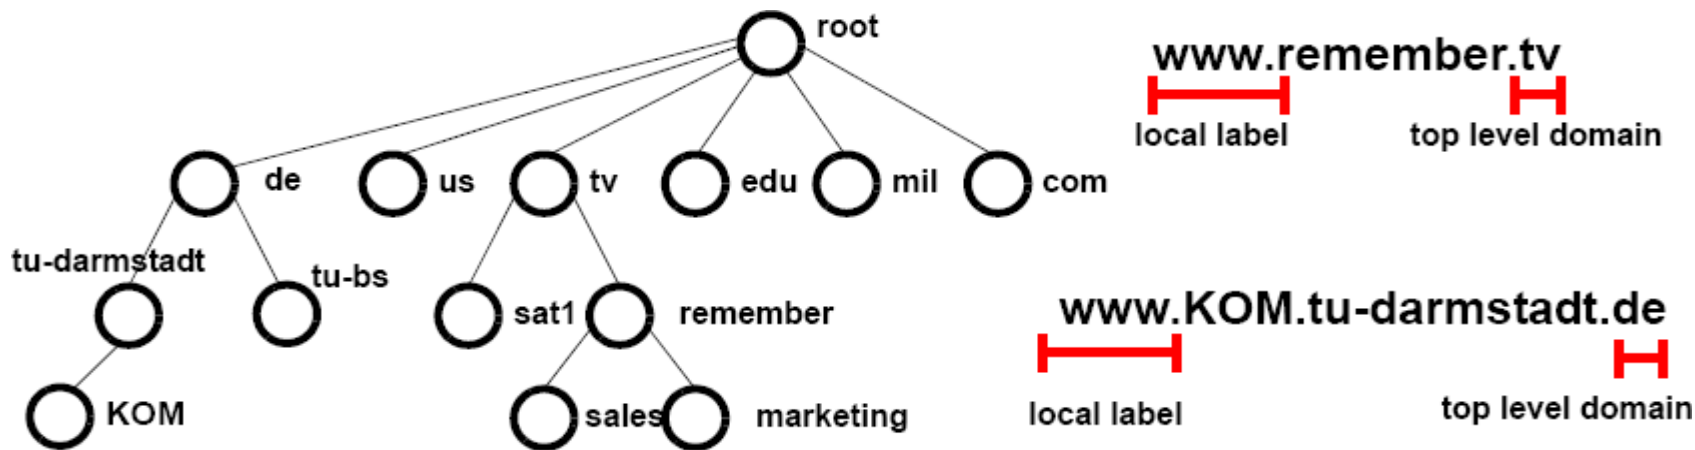 root
www.remember.tv
local label
top level domain
de
us
tv
edu
mil
com
tu-darmstadt
tu-bs
sat1
remember
www.KOM.tu-darmstadt.de
local label
top level domain
KOM
sales
marketing